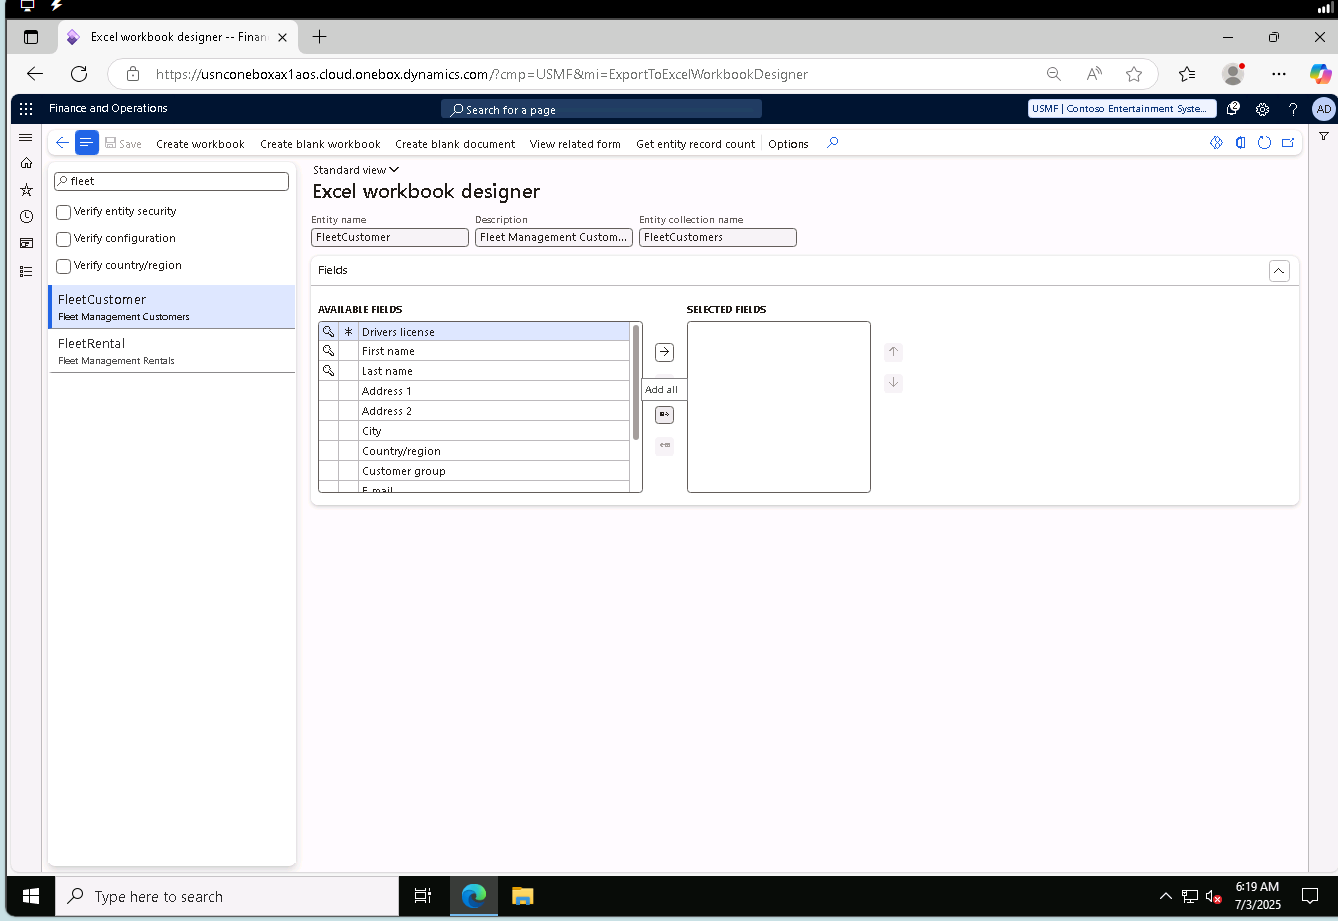 Excel workbook designer -- Finan
https://usnconeboxax1aos.cloud.onebox.dynamics.com/?cmp=USMF&mi=ExportToExcelWorkbookDesigner
Finance and Operations
Search for a page
USMF | Contoso Entertainment Syste...
2
?
AD
Save
Create workbook
Create blank workbook
Create blank document
View related form
Get entity record count
Options
fleet
Verify entity security
Verify configuration
Verify country/region
FleetCustomer
Fleet Management Customers
FleetRental
Fleet Management Rentals
Standard view
Excel workbook designer
Entity name
Description
Entity collection name
FleetCustomer
Fleet Management Custom...
FleetCustomers
Fields
AVAILABLE FIELDS
SELECTED FIELDS
Drivers license
First name
Last name
Address 1
Address 2
City
Country/region
Customer group
E-mail
Add all
Type here to search
6:19 AM
7/3/2025